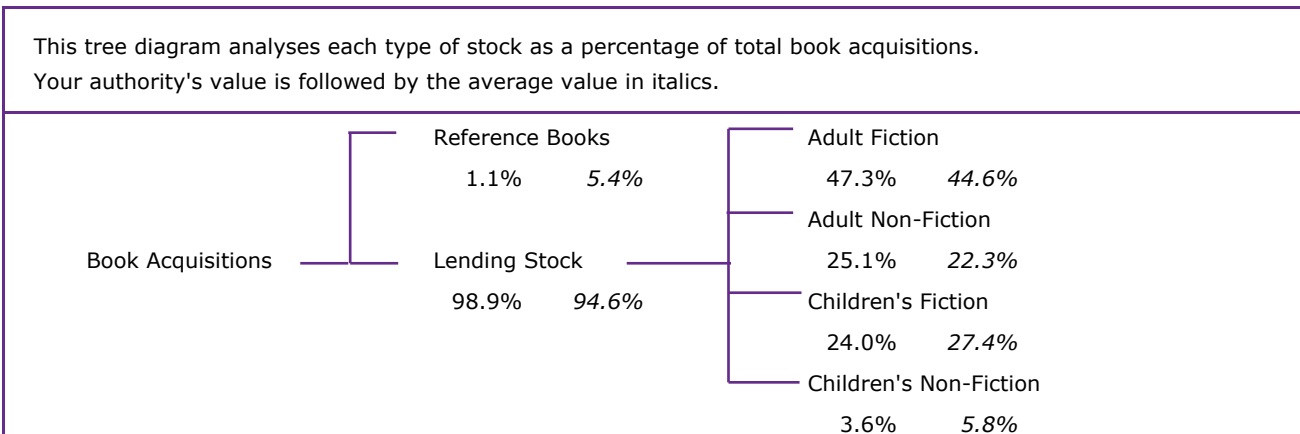 This tree diagram analyses each type of stock as a percentage of total book acquisitions.
Your authority's value is followed by the average value in italics.
Reference Books
1.1% 5.4%
Book Acquisitions
Lending Stock
98.9% 94.6%
Adult Fiction
47.3% 44.6%
Adult Non-Fiction
25.1% 22.3%
Children's Fiction
24.0% 27.4%
Children's Non-Fiction
3.6% 5.8%